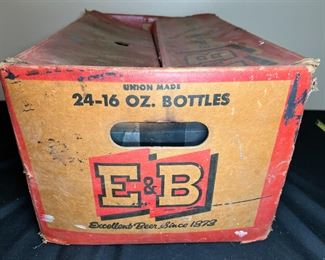 UNION MADE
24-16 OZ. BOTTLES
E&B
Excellent Beer Since 1873